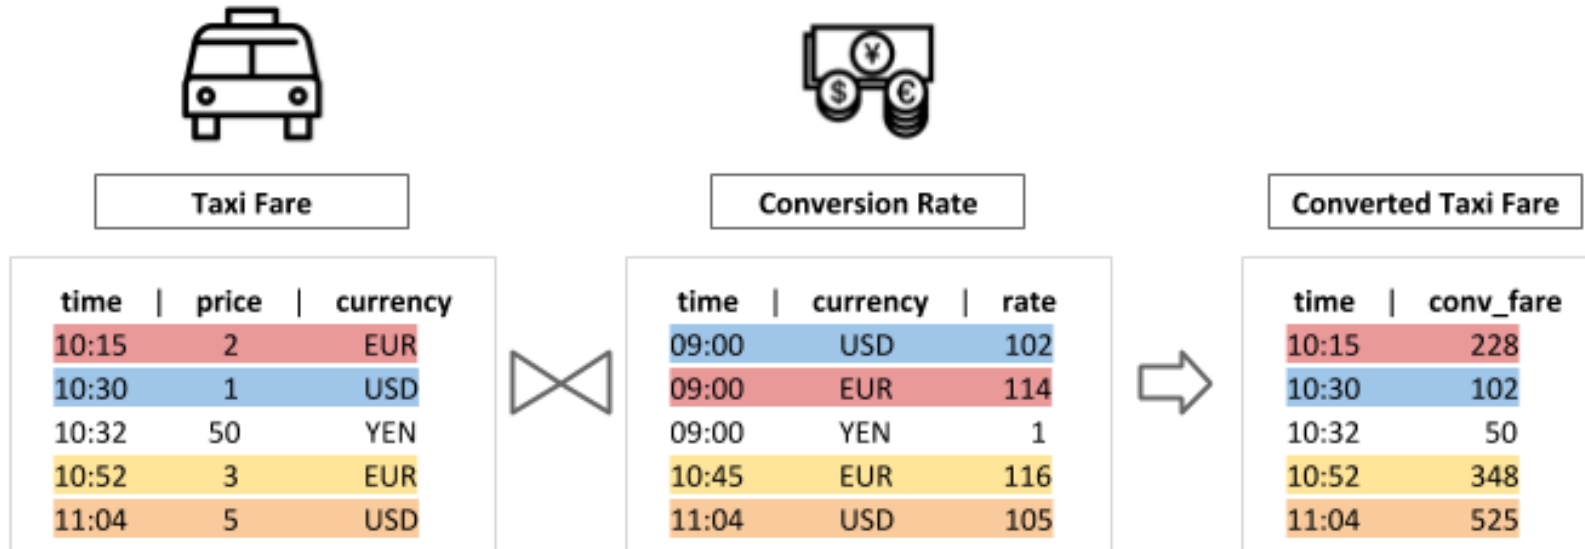 ¥
$ €
Taxi Fare
Conversion Rate
Converted Taxi Fare
time | price | currency
10:15 2 EUR
10:30 1 USD
10:32 50 YEN
10:52 3 EUR
11:04 5 USD
time | currency | rate
09:00 USD 102
09:00 EUR 114
09:00 YEN 1
10:45 EUR 116
11:04 USD 105
time | conv_fare
10:15 228
10:30 102
10:32 50
10:52 348
11:04 525